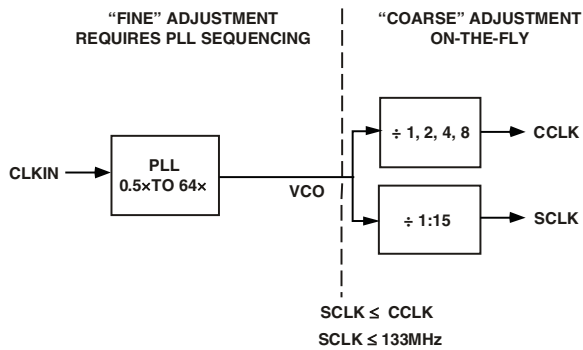 “FINE” ADJUSTMENT
REQUIRES PLL SEQUENCING
“COARSE” ADJUSTMENT
ON-THE-FLY
CLKIN
PLL
0.5×TO 64×
VCO
÷ 1, 2, 4, 8
CCLK
÷ 1:15
SCLK
SCLK ≤ CCLK
SCLK ≤ 133MHz